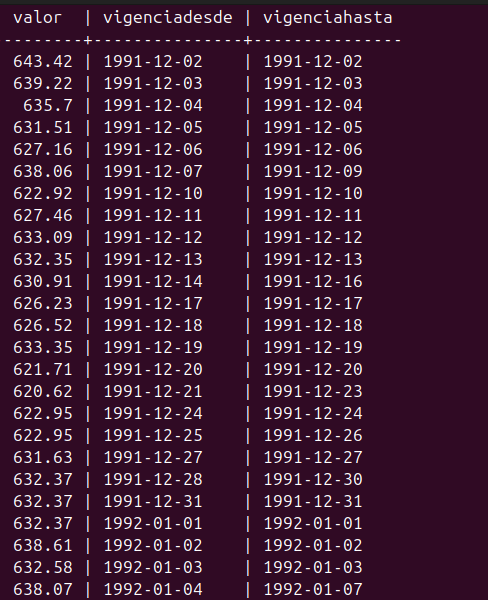 valor | vigenciadesde | vigenciahasta
--------+---------------+---------------
643.42 | 1991-12-02 | 1991-12-02
639.22 | 1991-12-03 | 1991-12-03
635.7 | 1991-12-04 | 1991-12-04
631.51 | 1991-12-05 | 1991-12-05
627.16 | 1991-12-06 | 1991-12-06
638.06 | 1991-12-07 | 1991-12-09
622.92 | 1991-12-10 | 1991-12-10
627.46 | 1991-12-11 | 1991-12-11
633.09 | 1991-12-12 | 1991-12-12
632.35 | 1991-12-13 | 1991-12-13
630.91 | 1991-12-14 | 1991-12-16
626.23 | 1991-12-17 | 1991-12-17
626.52 | 1991-12-18 | 1991-12-18
633.35 | 1991-12-19 | 1991-12-19
621.71 | 1991-12-20 | 1991-12-20
620.62 | 1991-12-21 | 1991-12-23
622.95 | 1991-12-24 | 1991-12-24
622.95 | 1991-12-25 | 1991-12-26
631.63 | 1991-12-27 | 1991-12-27
632.37 | 1991-12-28 | 1991-12-30
632.37 | 1991-12-31 | 1991-12-31
632.37 | 1992-01-01 | 1992-01-01
638.61 | 1992-01-02 | 1992-01-02
632.58 | 1992-01-03 | 1992-01-03
638.07 | 1992-01-04 | 1992-01-07